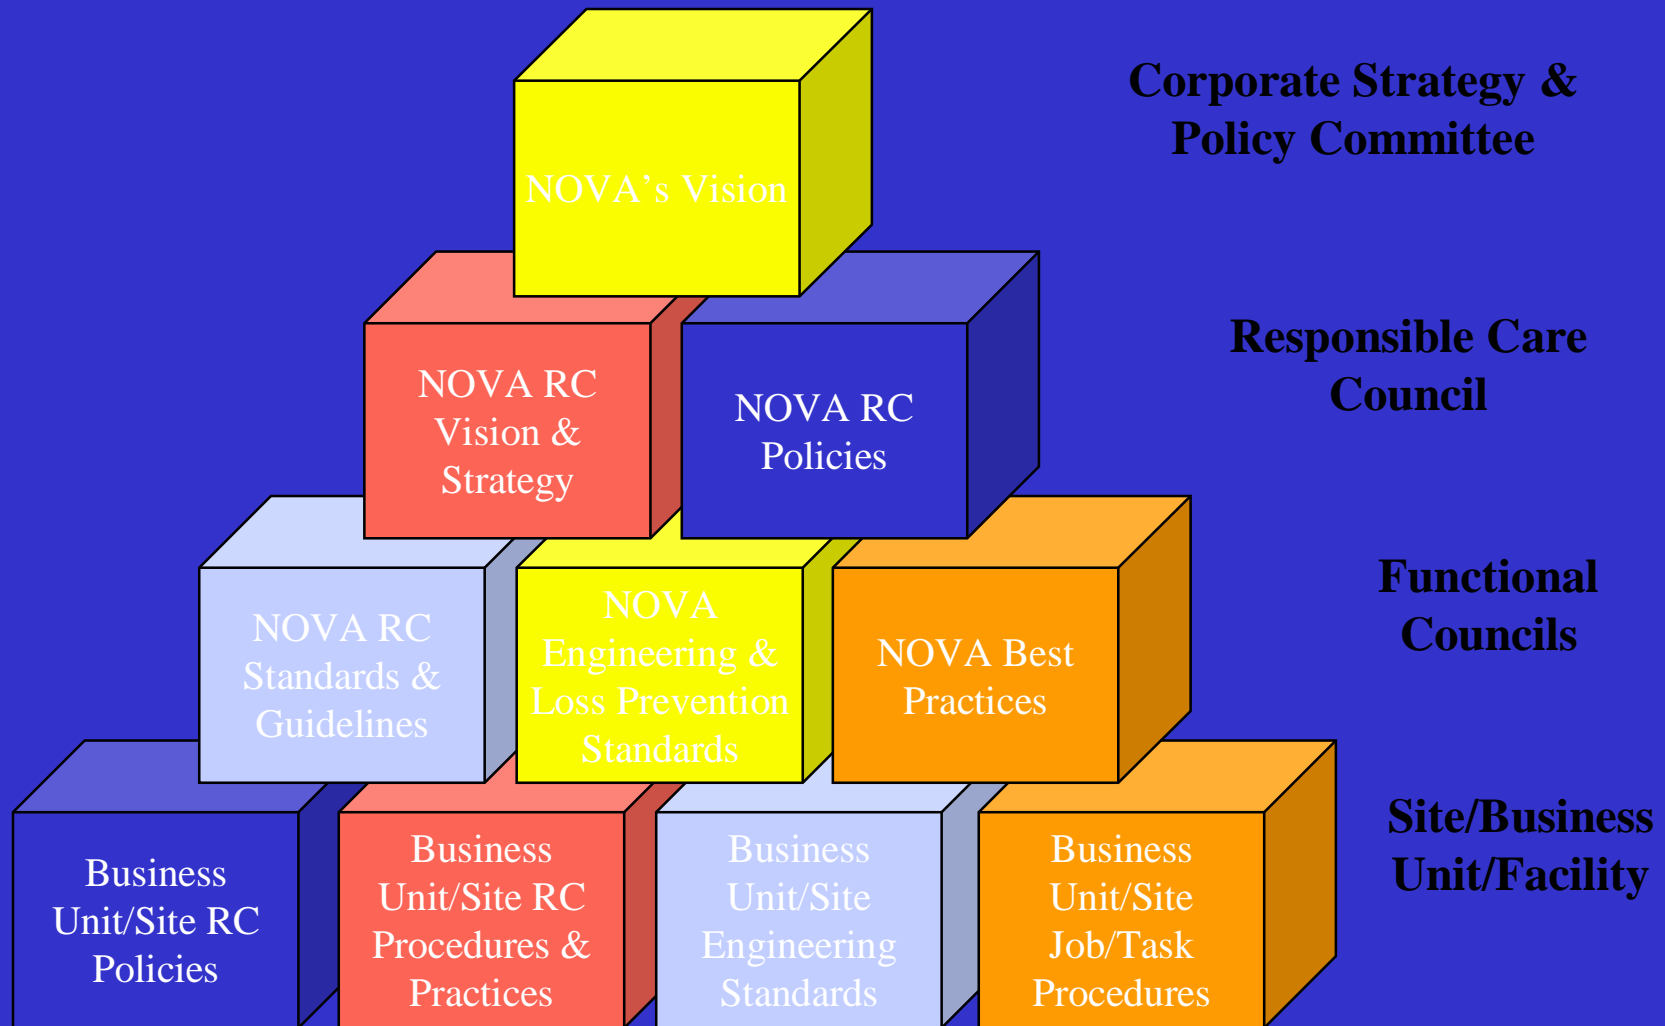 Corporate Strategy &
Policy Committee
NOVA’s Vision
Responsible Care
Council
NOVA RC
Vision &
Strategy
NOVA RC
Policies
Functional
Councils
NOVA RC
Standards &
Guidelines
NOVA
Engineering &
Loss Prevention
Standards
NOVA Best
Practices
Site/Business
Unit/Facility
Business
Unit/Site RC
Policies
Business
Unit/Site RC
Procedures &
Practices
Business
Unit/Site
Engineering
Standards
Business
Unit/Site
Job/Task
Procedures